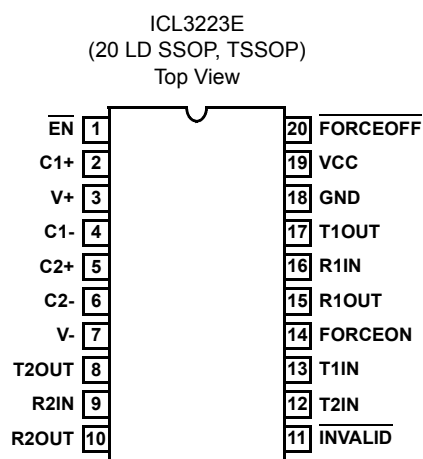 ICL3223E
(20 LD SSOP, TSSOP)
Top View
EN 1 20 FORCEOFF
C1+ 2 19 VCC
V+ 3 18 GND
C1- 4 17 T1OUT
C2+ 5 16 R1IN
C2- 6 15 R1OUT
V- 7 14 FORCEON
T2OUT 8 13 T1IN
R2IN 9 12 T2IN
R2OUT 10 11 INVALID